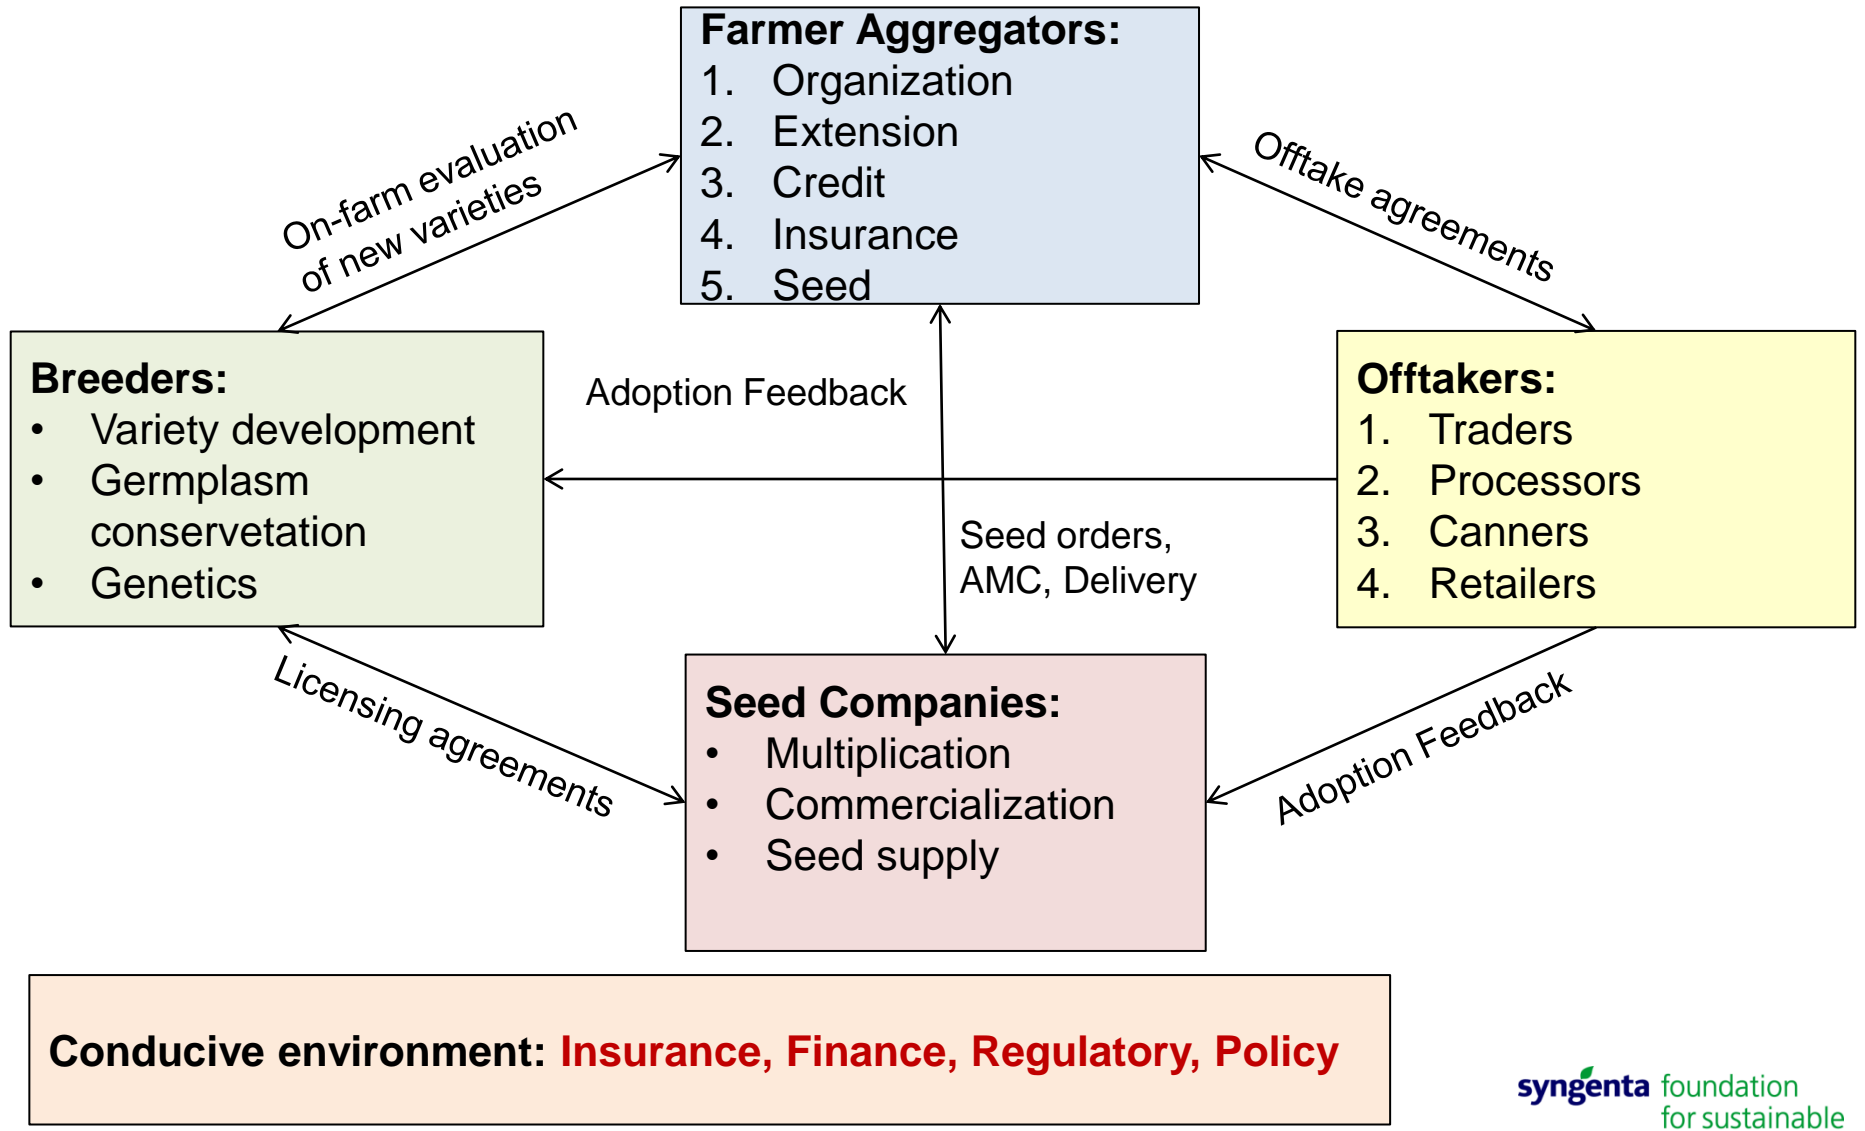 Farmer Aggregators:
1. Organization
2. Extension
3. Credit
4. Insurance
5. Seed
On-farm evaluation
of new varieties
Offtake agreements
Breeders:
• Variety development
• Germplasm
conservetation
• Genetics
Adoption Feedback
Offtakers:
1. Traders
2. Processors
3. Canners
4. Retailers
Seed orders,
AMC, Delivery
Licensing agreements
Seed Companies:
• Multiplication
• Commercialization
• Seed supply
Adoption Feedback
Conducive environment: Insurance, Finance, Regulatory, Policy
syngenta foundation
for sustainable